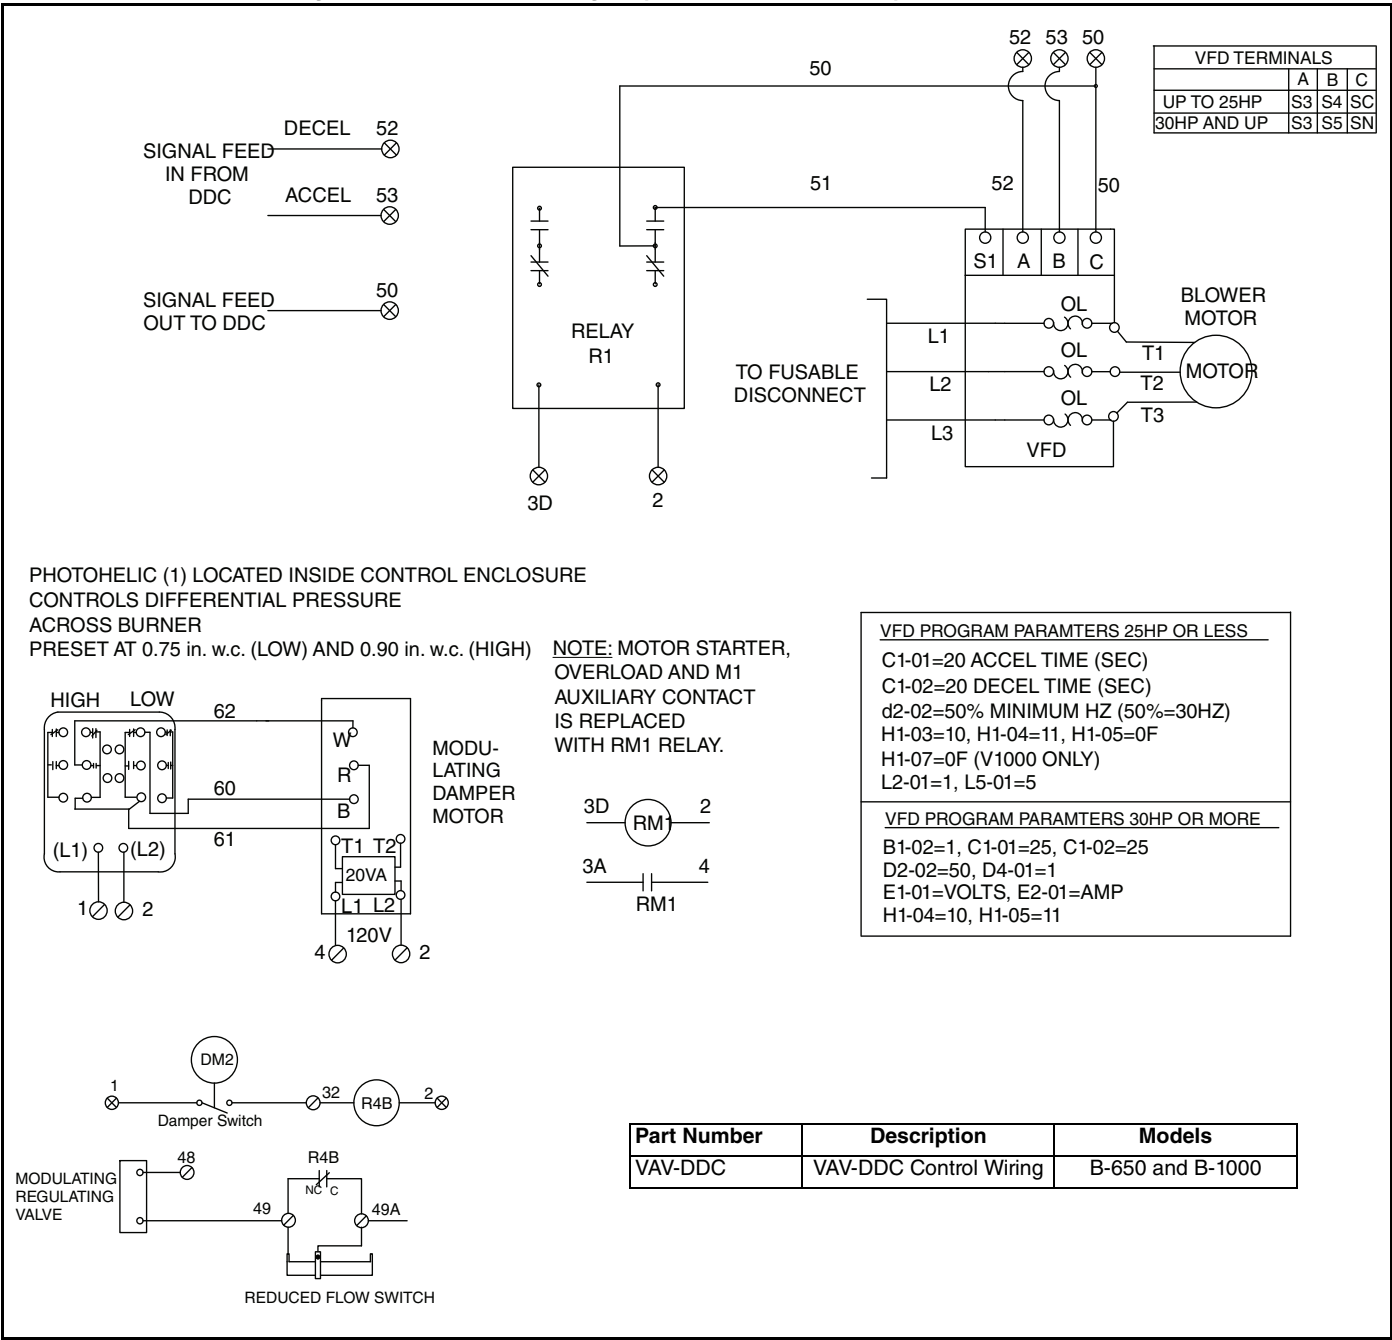 52 53 50
50
VFD TERMINALS
A B C
UP TO 25HP S3 S4 SC
30HP AND UP S3 S5 SN
DECEL 52
SIGNAL FEED
IN FROM
DDC
ACCEL 53
SIGNAL FEED
OUT TO DDC
50
51
52
50
S1 A B C
RELAY
R1
3D
2
TO FUSABLE
DISCONNECT
L1
L2
L3
OL
OL
OL
VFD
T1
T2
T3
BLOWER
MOTOR
MOTOR
PHOTOHELIC (1) LOCATED INSIDE CONTROL ENCLOSURE
CONTROLS DIFFERENTIAL PRESSURE
ACROSS BURNER
PRESET AT 0.75 in. w.c. (LOW) AND 0.90 in. w.c. (HIGH)
HIGH LOW
62
60
61
(L1) (L2)
1 2
W
R
B
T1 T2
20VA
L1 L2
120V
4 2
MODU-
LATING
DAMPER
MOTOR
NOTE: MOTOR STARTER,
OVERLOAD AND M1
AUXILIARY CONTACT
IS REPLACED
WITH RM1 RELAY.
3D RM1 2
3A 4
RM1
VFD PROGRAM PARAMTERS 25HP OR LESS
C1-01=20 ACCEL TIME (SEC)
C1-02=20 DECEL TIME (SEC)
d2-02=50% MINIMUM HZ (50%=30HZ)
H1-03=10, H1-04=11, H1-05=0F
H1-07=0F (V1000 ONLY)
L2-01=1, L5-01=5
VFD PROGRAM PARAMTERS 30HP OR MORE
B1-02=1, C1-01=25, C1-02=25
D2-02=50, D4-01=1
E1-01=VOLTS, E2-01=AMP
H1-04=10, H1-05=11
DM2
1 32 R4B 2
Damper Switch
MODULATING
REGULATING
VALVE
48
49
R4B
NC C
49A
REDUCED FLOW SWITCH
Part Number Description Models
VAV-DDC VAV-DDC Control Wiring B-650 and B-1000